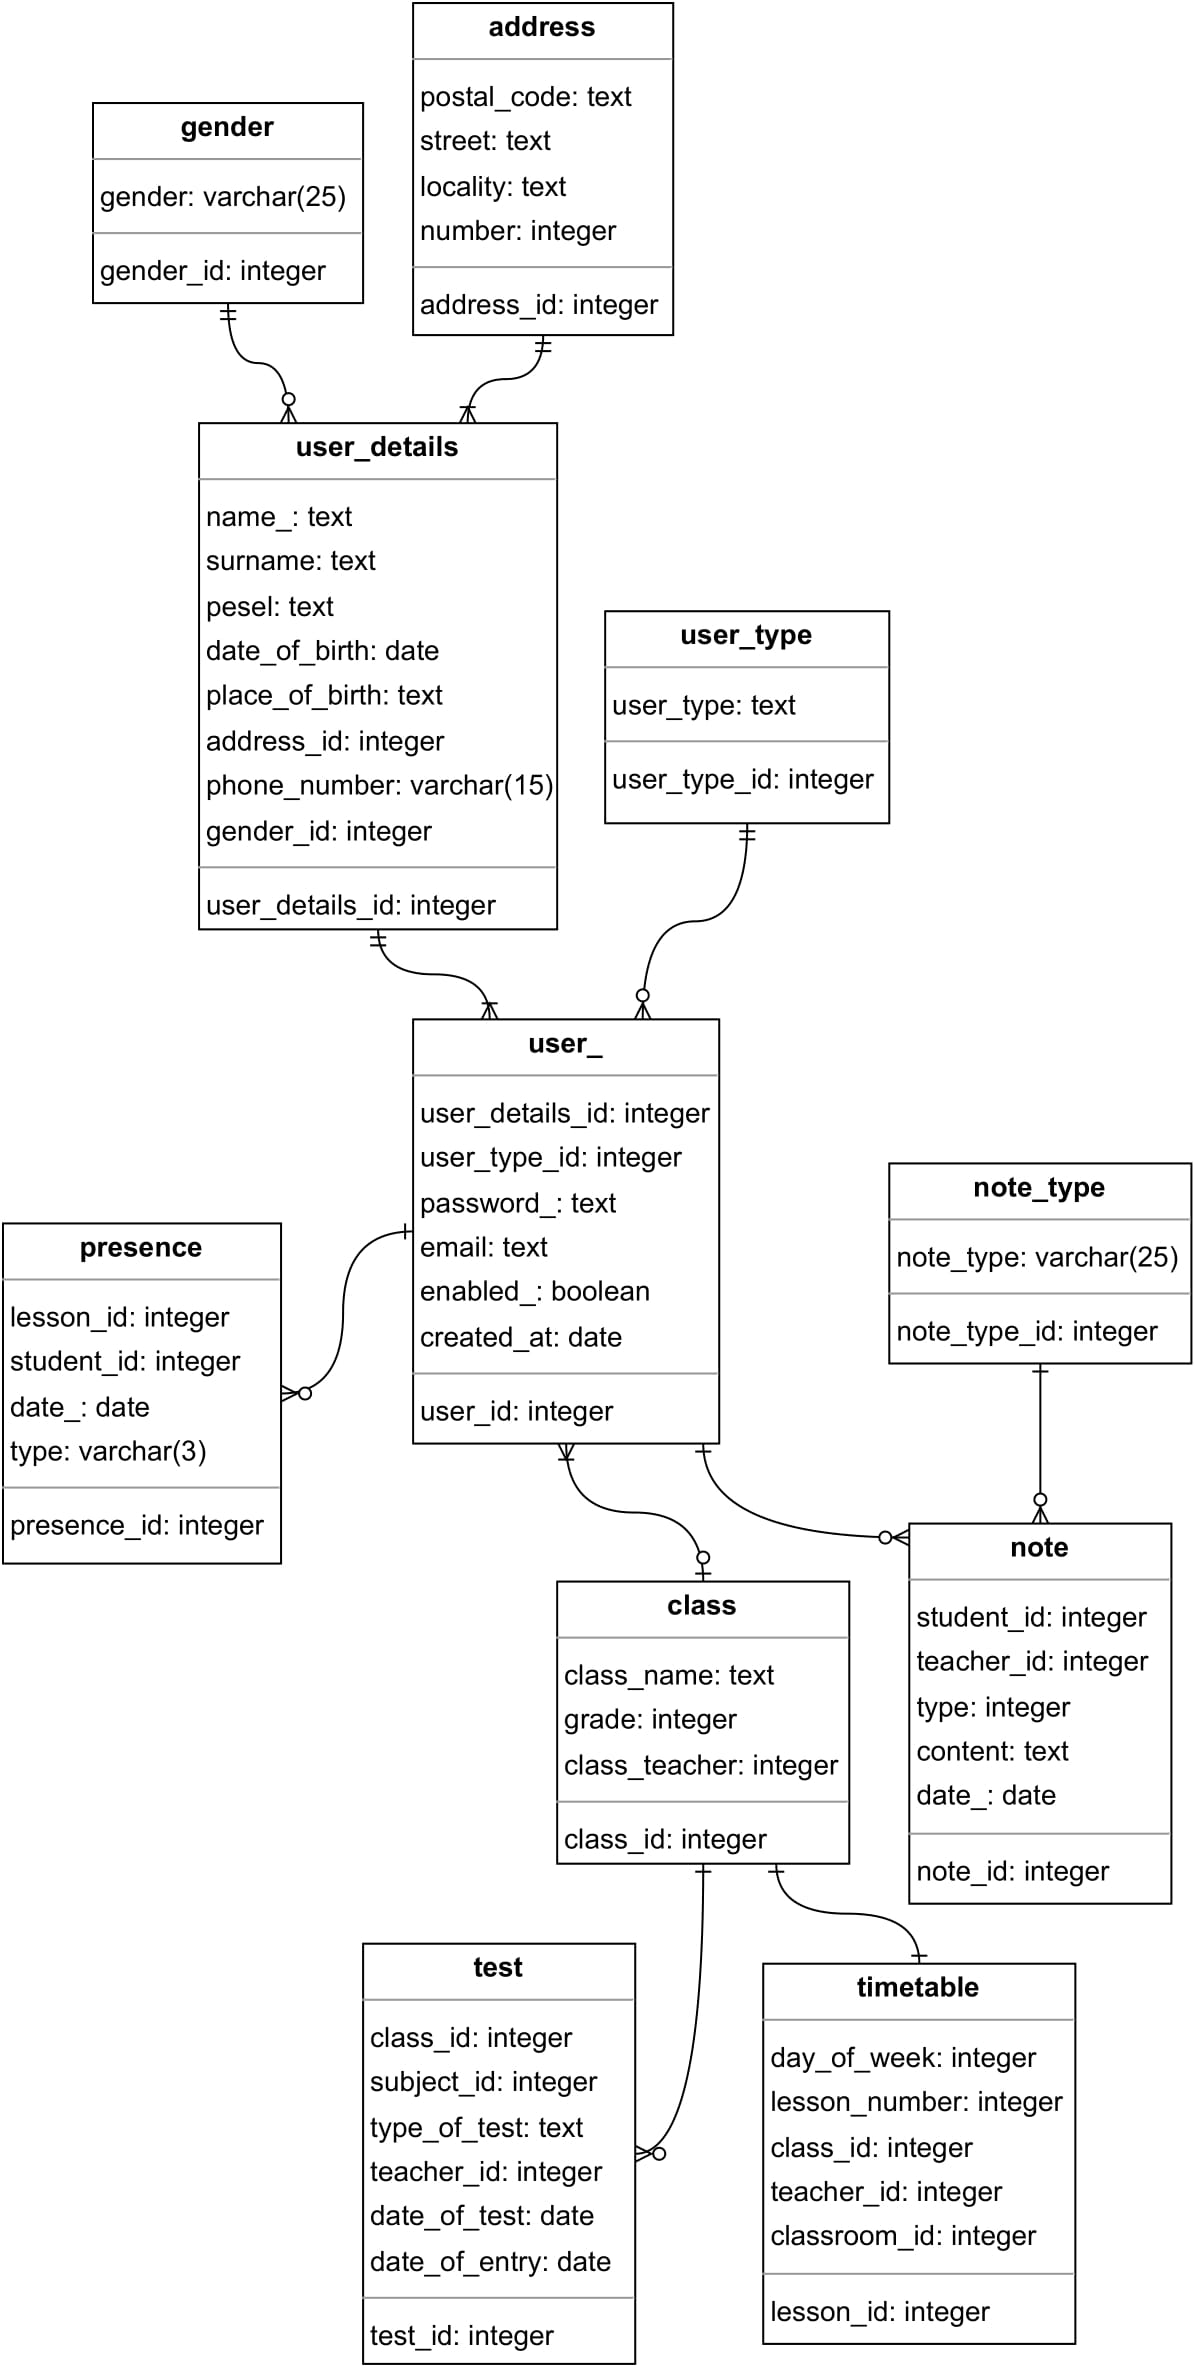 address
postal_code: text
street: text
locality: text
number: integer
address_id: integer
gender
gender: varchar(25)
gender_id: integer
user_details
name_: text
surname: text
pesel: text
date_of_birth: date
place_of_birth: text
address_id: integer
phone_number: varchar(15)
gender_id: integer
user_details_id: integer
user_type
user_type: text
user_type_id: integer
user_
user_details_id: integer
user_type_id: integer
password_: text
email: text
enabled_: boolean
created_at: date
user_id: integer
presence
lesson_id: integer
student_id: integer
date_: date
type: varchar(3)
presence_id: integer
note_type
note_type: varchar(25)
note_type_id: integer
note
student_id: integer
teacher_id: integer
type: integer
content: text
date_: date
note_id: integer
class
class_name: text
grade: integer
class_teacher: integer
class_id: integer
test
class_id: integer
subject_id: integer
type_of_test: text
teacher_id: integer
date_of_test: date
date_of_entry: date
test_id: integer
timetable
day_of_week: integer
lesson_number: integer
class_id: integer
teacher_id: integer
classroom_id: integer
lesson_id: integer